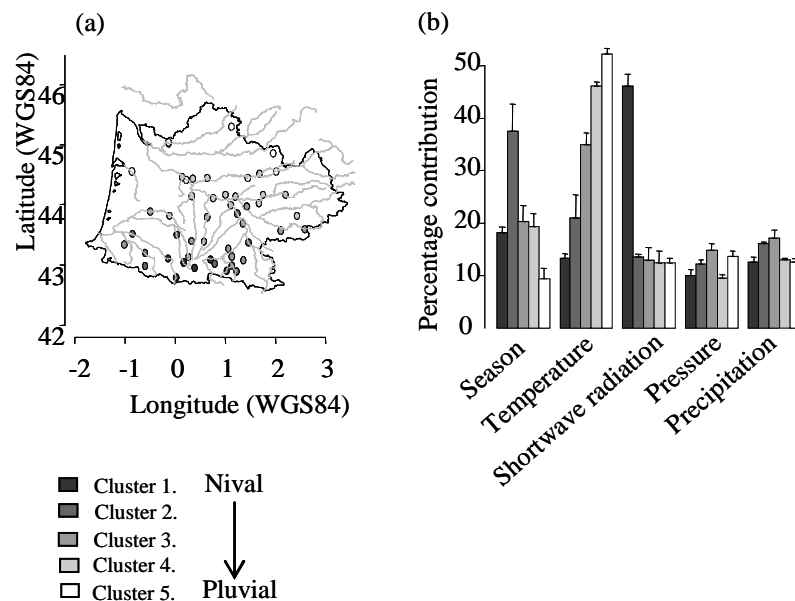 (a)
Latitude (WGS84)
46
45
44
43
42
-2 -1 0 1 2 3
Longitude (WGS84)
(b)
Percentage contribution
50
40
30
20
10
0
Season
Temperature
Shortwave radiation
Pressure
Precipitation
Cluster 1. Nival
Cluster 2.
Cluster 3.
Cluster 4.
Cluster 5. Pluvial